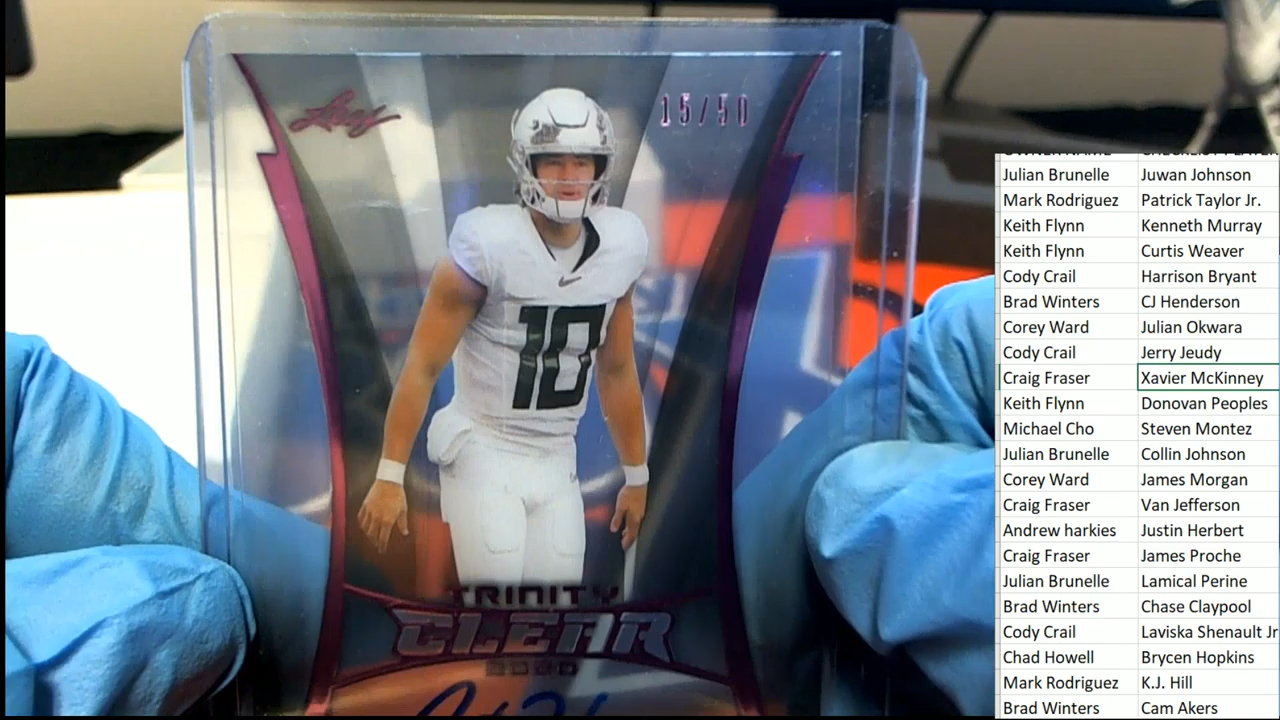 Leaf
15/50
10
TRINITY
CLEAR
2020
Julian Brunelle Juwan Johnson
Mark Rodriguez Patrick Taylor Jr.
Keith Flynn Kenneth Murray
Keith Flynn Curtis Weaver
Cody Crail Harrison Bryant
Brad Winters CJ Henderson
Corey Ward Julian Okwara
Cody Crail Jerry Jeudy
Craig Fraser Xavier McKinney
Keith Flynn Donovan Peoples
Michael Cho Steven Montez
Julian Brunelle Collin Johnson
Corey Ward James Morgan
Craig Fraser Van Jefferson
Andrew harkies Justin Herbert
Craig Fraser James Proche
Julian Brunelle Lamical Perine
Brad Winters Chase Claypool
Cody Crail Laviska Shenault Jr
Chad Howell Brycen Hopkins
Mark Rodriguez K.J. Hill
Brad Winters Cam Akers